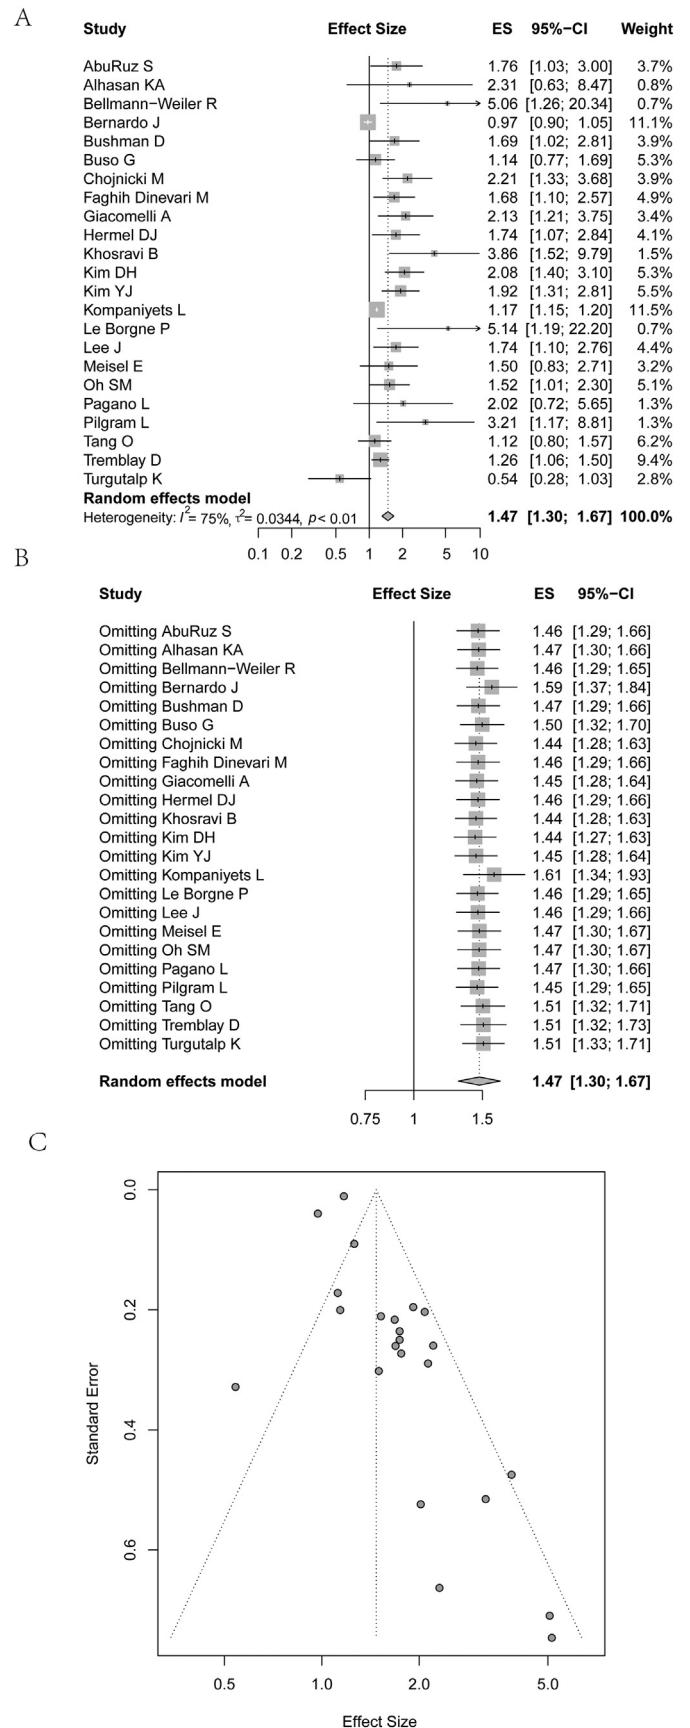 A
Study Effect Size ES 95%−CI Weight
AbuRuz S 1.76 [1.03; 3.00] 3.7%
Alhasan KA 2.31 [0.63; 8.47] 0.8%
Bellmann−Weiler R 5.06 [1.26; 20.34] 0.7%
Bernardo J 0.97 [0.90; 1.05] 11.1%
Bushman D 1.69 [1.02; 2.81] 3.9%
Buso G 1.14 [0.77; 1.69] 5.3%
Chojnicki M 2.21 [1.33; 3.68] 3.9%
Faghih Dinevari M 1.68 [1.10; 2.57] 4.9%
Giacomelli A 2.13 [1.21; 3.75] 3.4%
Hermel DJ 1.74 [1.07; 2.84] 4.1%
Khosravi B 3.86 [1.52; 9.79] 1.5%
Kim DH 2.08 [1.40; 3.10] 5.3%
Kim YJ 1.92 [1.31; 2.81] 5.5%
Kompaniyets L 1.17 [1.15; 1.20] 11.5%
Le Borgne P 5.14 [1.19; 22.20] 0.7%
Lee J 1.74 [1.10; 2.76] 4.4%
Meisel E 1.50 [0.83; 2.71] 3.2%
Oh SM 1.52 [1.01; 2.30] 5.1%
Pagano L 2.02 [0.72; 5.65] 1.3%
Pilgram L 3.21 [1.17; 8.81] 1.3%
Tang O 1.12 [0.80; 1.57] 6.2%
Tremblay D 1.26 [1.06; 1.50] 9.4%
Turgutalp K 0.54 [0.28; 1.03] 2.8%
Random effects model
Heterogeneity: I²= 75%, τ²= 0.0344, p< 0.01 1.47 [1.30; 1.67] 100.0%
0.1 0.2 0.5 1 2 5 10
B
Study Effect Size ES 95%−CI
Omitting AbuRuz S 1.46 [1.29; 1.66]
Omitting Alhasan KA 1.47 [1.30; 1.66]
Omitting Bellmann−Weiler R 1.46 [1.29; 1.65]
Omitting Bernardo J 1.59 [1.37; 1.84]
Omitting Bushman D 1.47 [1.29; 1.66]
Omitting Buso G 1.50 [1.32; 1.70]
Omitting Chojnicki M 1.44 [1.28; 1.63]
Omitting Faghih Dinevari M 1.46 [1.29; 1.66]
Omitting Giacomelli A 1.45 [1.28; 1.64]
Omitting Hermel DJ 1.46 [1.29; 1.66]
Omitting Khosravi B 1.44 [1.28; 1.63]
Omitting Kim DH 1.44 [1.27; 1.63]
Omitting Kim YJ 1.45 [1.28; 1.64]
Omitting Kompaniyets L 1.61 [1.34; 1.93]
Omitting Le Borgne P 1.46 [1.29; 1.65]
Omitting Lee J 1.46 [1.29; 1.66]
Omitting Meisel E 1.47 [1.30; 1.67]
Omitting Oh SM 1.47 [1.30; 1.67]
Omitting Pagano L 1.47 [1.30; 1.66]
Omitting Pilgram L 1.45 [1.29; 1.65]
Omitting Tang O 1.51 [1.32; 1.71]
Omitting Tremblay D 1.51 [1.32; 1.73]
Omitting Turgutalp K 1.51 [1.33; 1.71]
Random effects model 1.47 [1.30; 1.67]
0.75 1 1.5
C
Standard Error
0.0
0.2
0.4
0.6
0.5 1.0 2.0 5.0
Effect Size